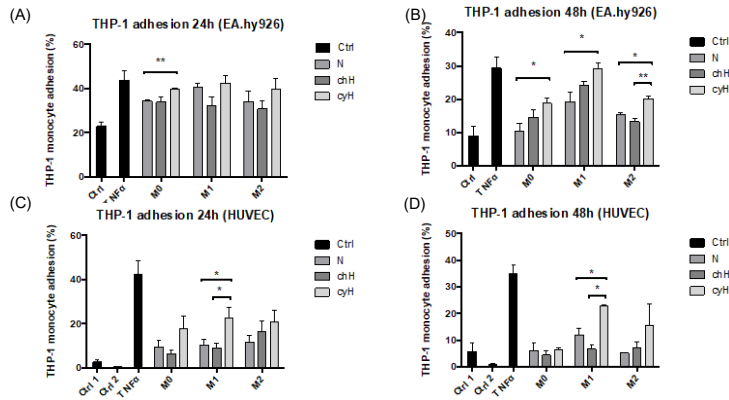 (A)
THP-1 adhesion 24h (EA.hy926)
THP-1 monocyte adhesion (%)
60
40
20
0
Ctrl
TNFα
M0
M1
M2
**
Ctrl
N
chH
cyH
(B)
THP-1 adhesion 48h (EA.hy926)
THP-1 monocyte adhesion (%)
40
30
20
10
0
Ctrl
TNFα
M0
M1
M2
*
*
*
**
Ctrl
N
chH
cyH
(C)
THP-1 adhesion 24h (HUVEC)
THP-1 monocyte adhesion (%)
60
40
20
0
Ctrl 1
Ctrl 2
TNFα
M0
M1
M2
*
*
Ctrl
N
chH
cyH
(D)
THP-1 adhesion 48h (HUVEC)
THP-1 monocyte adhesion (%)
50
40
30
20
10
0
Ctrl 1
Ctrl 2
TNFα
M0
M1
M2
*
*
Ctrl
N
chH
cyH